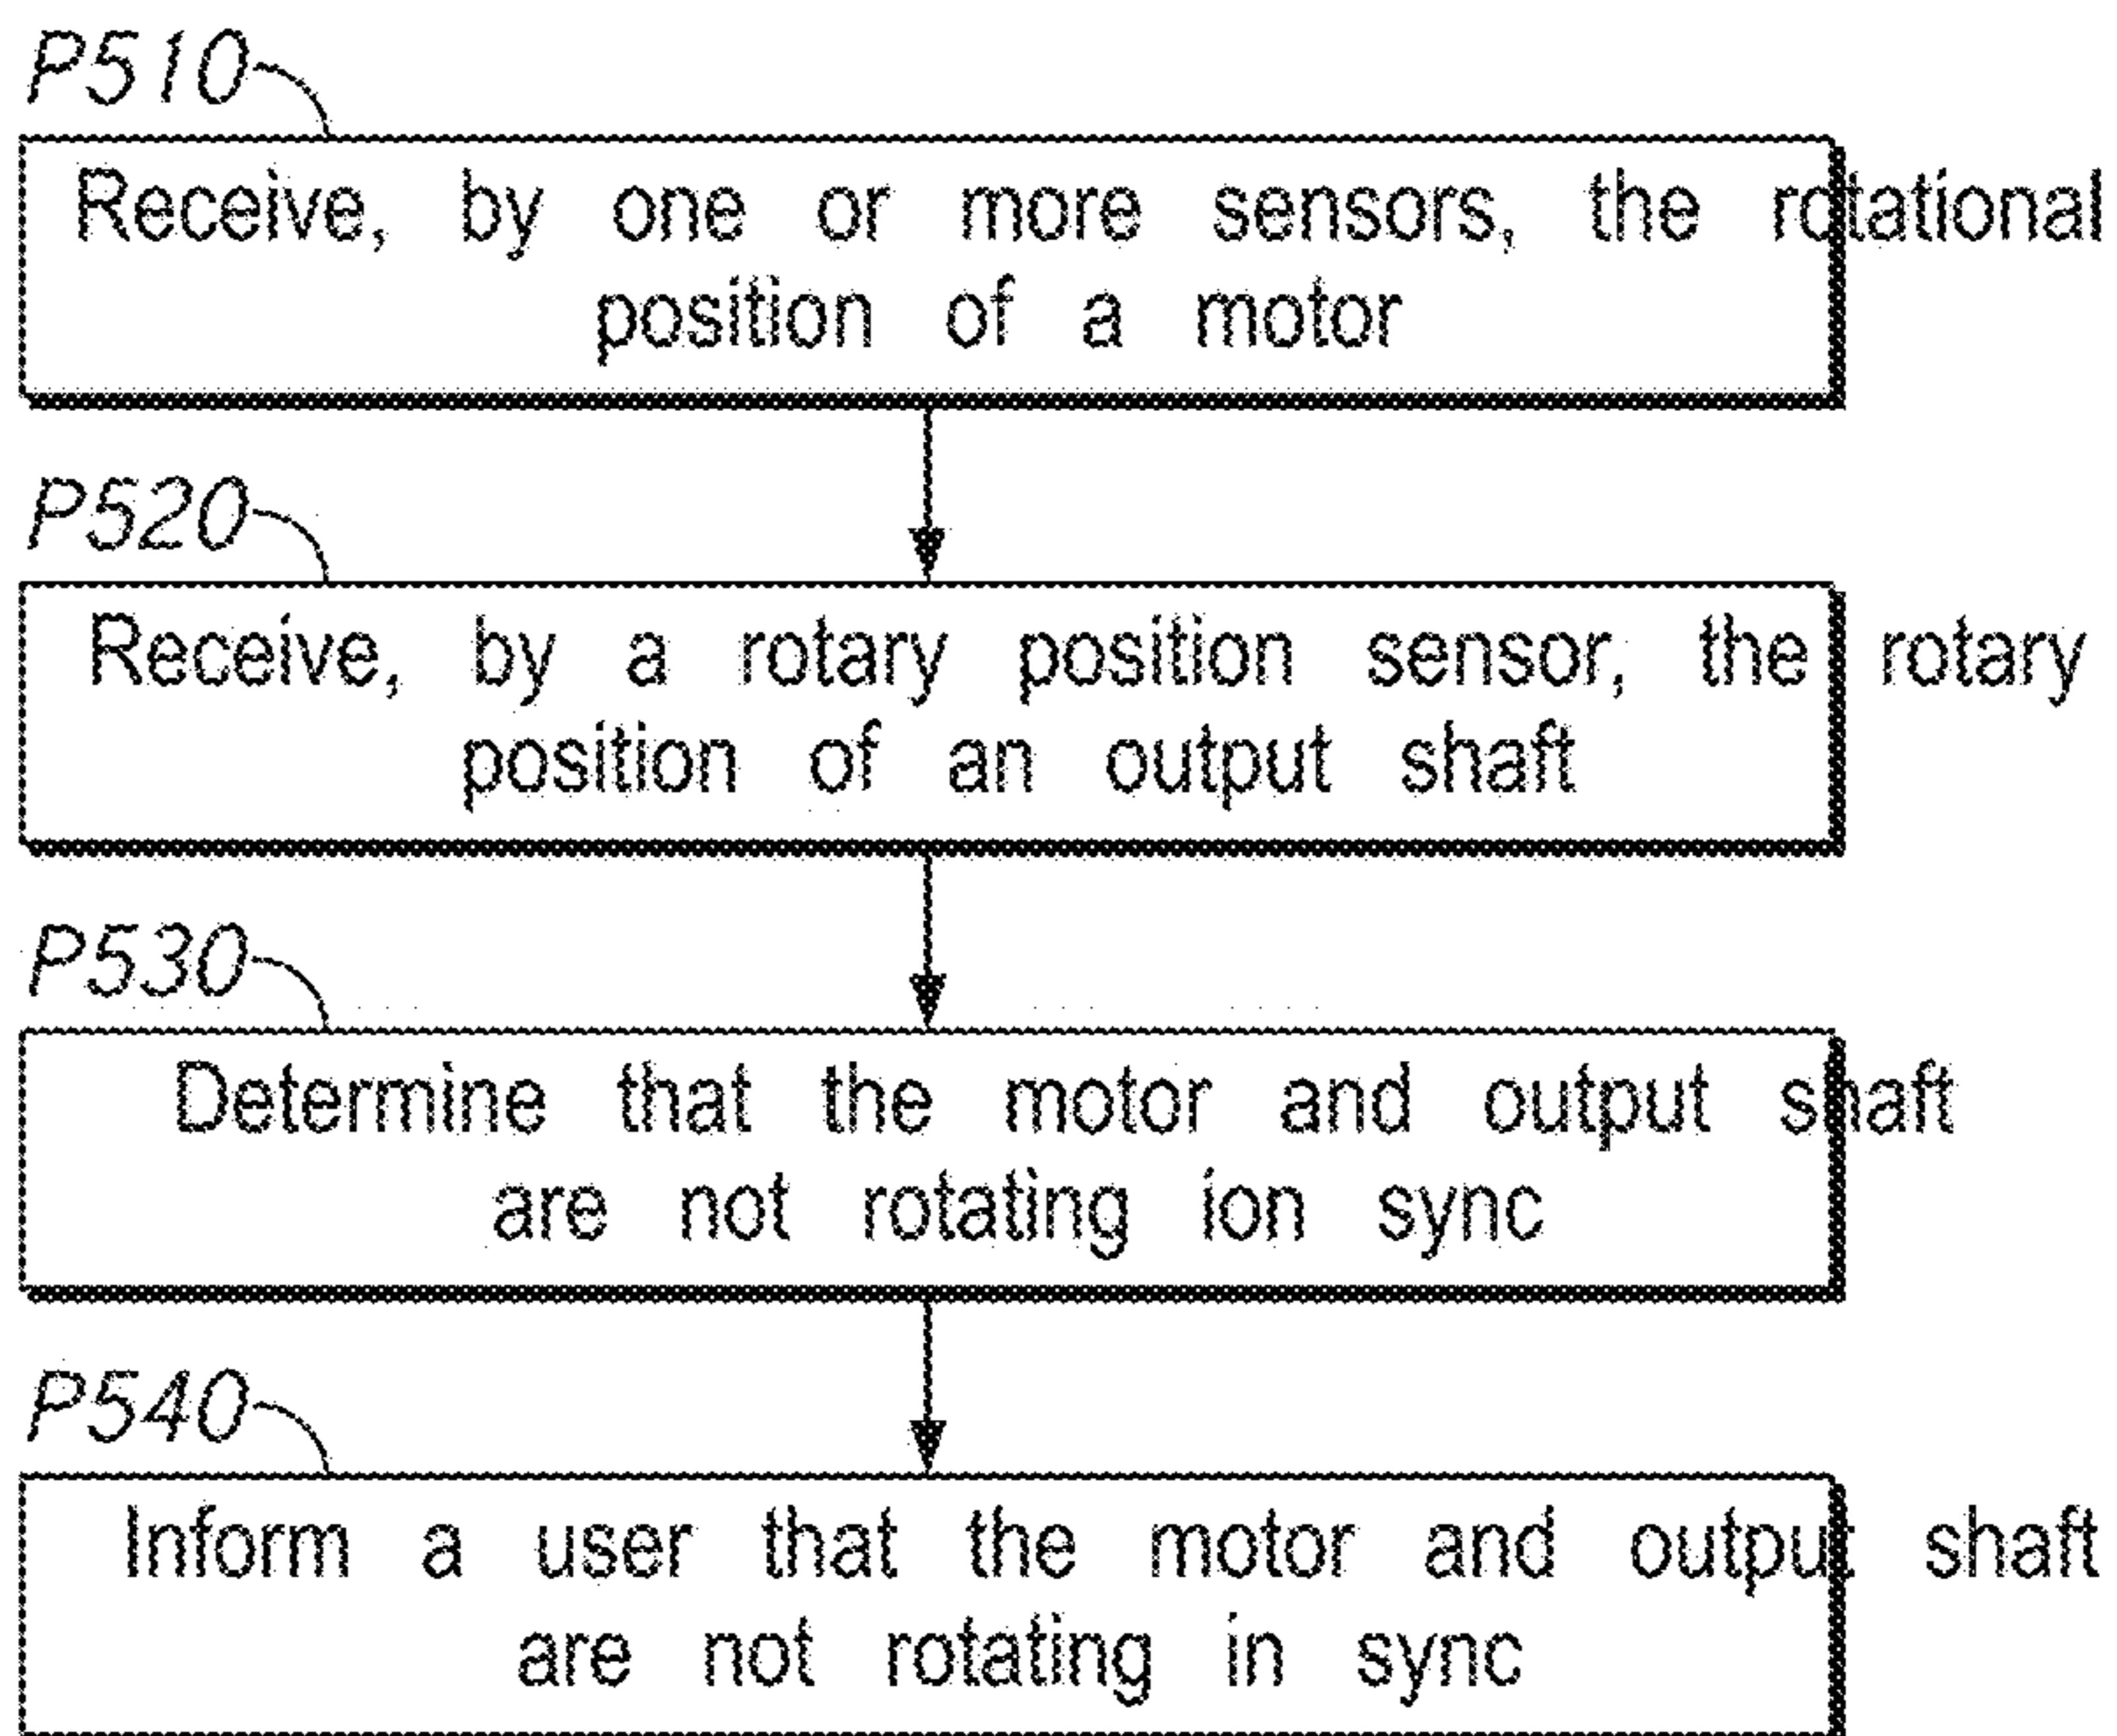 P510
Receive, by one or more sensors, the rotational
position of a motor
P520
Receive, by a rotary position sensor, the rotary
position of an output shaft
P530
Determine that the motor and output shaft
are not rotating ion sync
P540
Inform a user that the motor and output shaft
are not rotating in sync